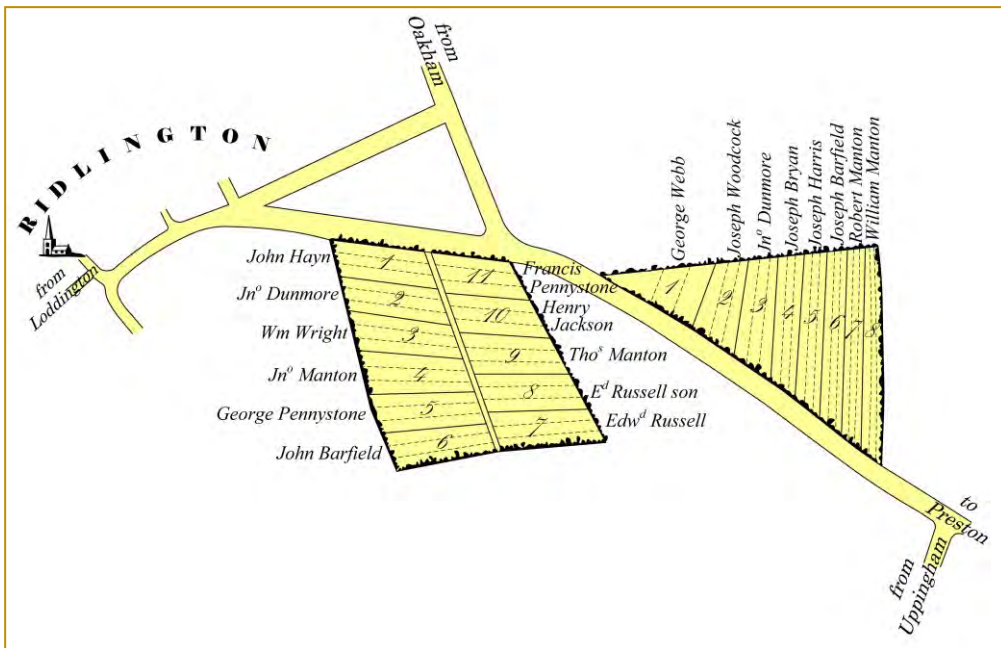 from
Oakham
RIDLINGTON
from
Loddington
George Webb
Joseph Woodcock
Jnº Dunmore
Joseph Bryan
Joseph Harris
Joseph Barfield
Robert Manton
William Manton
John Hayn
Jnº Dunmore
Wm Wright
Jnº Manton
George Pennystone
John Barfield
1
2
3
4
5
6
11
10
9
8
7
Francis
Pennystone
Henry
Jackson
Thoˢ Manton
Eᵈ Russell son
Edwᵈ Russell
1
2
3
4
5
6
7
8
to
Preston
from
Uppingham